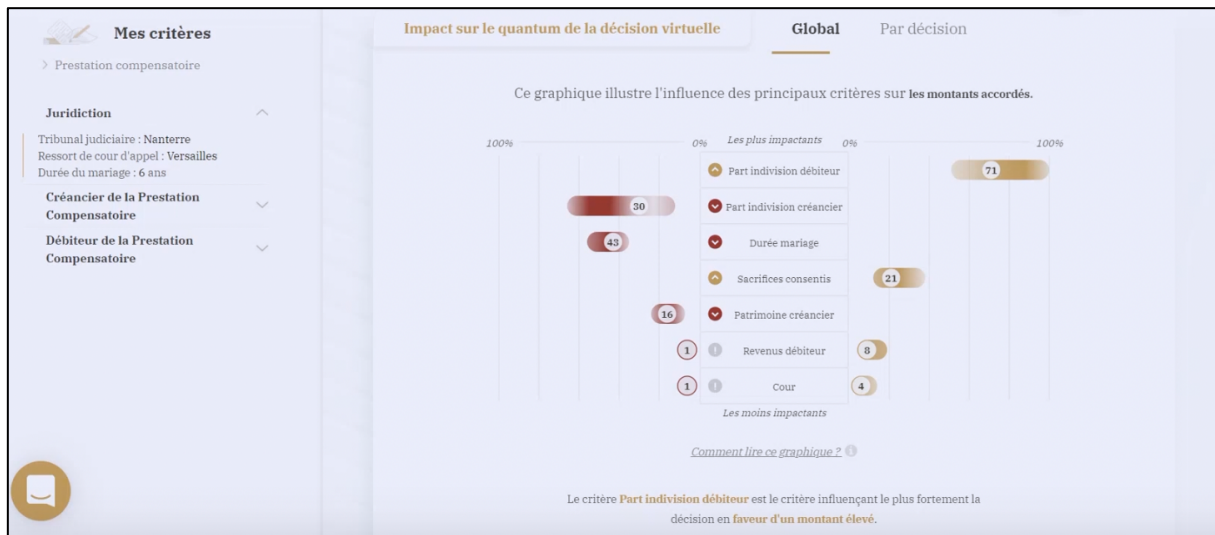 Mes critères
> Prestation compensatoire
Juridiction
Tribunal judiciaire : Nanterre
Ressort de cour d'appel : Versailles
Durée du mariage : 6 ans
Créancier de la Prestation
Compensatoire
Débiteur de la Prestation
Compensatoire
Impact sur le quantum de la décision virtuelle
Global
Par décision
Ce graphique illustre l'influence des principaux critères sur les montants accordés.
100% 0% Les plus impactants 0% 100%
Part indivision débiteur 71
30 Part indivision créancier
43 Durée mariage
Sacrifices consentis 21
16 Patrimoine créancier
1 ! Revenus débiteur 8
1 ! Cour 4
Les moins impactants
Comment lire ce graphique ? i
Le critère Part indivision débiteur est le critère influençant le plus fortement la
décision en faveur d'un montant élevé.